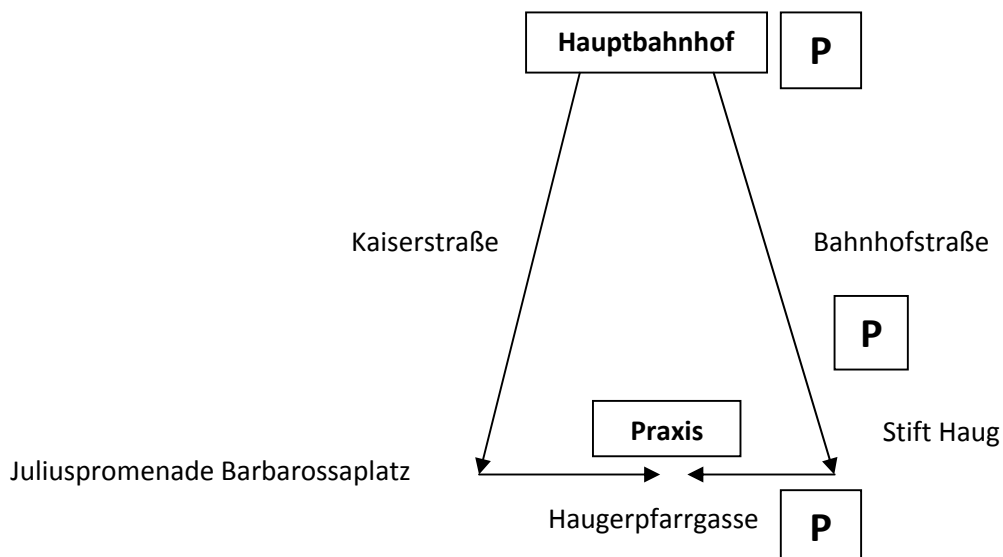 Hauptbahnhof
P
Kaiserstraße
Bahnhofstraße
P
Praxis
Stift Haug
Juliuspromenade Barbarossaplatz
Haugerpfarrgasse
P